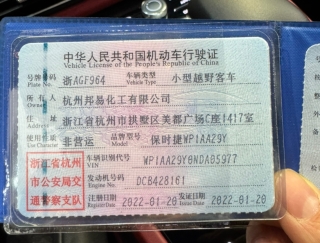 中华人民共和国机动车行驶证
Vehicle License of the People's Republic of China
号牌号码 浙AGF964 车辆类型 小型越野客车
Plate No. Vehicle Type
所有人 杭州邦易化工有限公司
Owner
住址 浙江省杭州市拱墅区美都广场C座1417室
Address
使用性质 非营运 品牌型号 保时捷WP1AA29Y
Use Character Model
浙江省杭州
市公安局交
通警察支队
车辆识别代号 WP1AA29Y0NDA05977
VIN
发动机号码 DCB428161
Engine No.
注册日期 2022-01-20 发证日期 2022-01-20
Register Date Issue Date